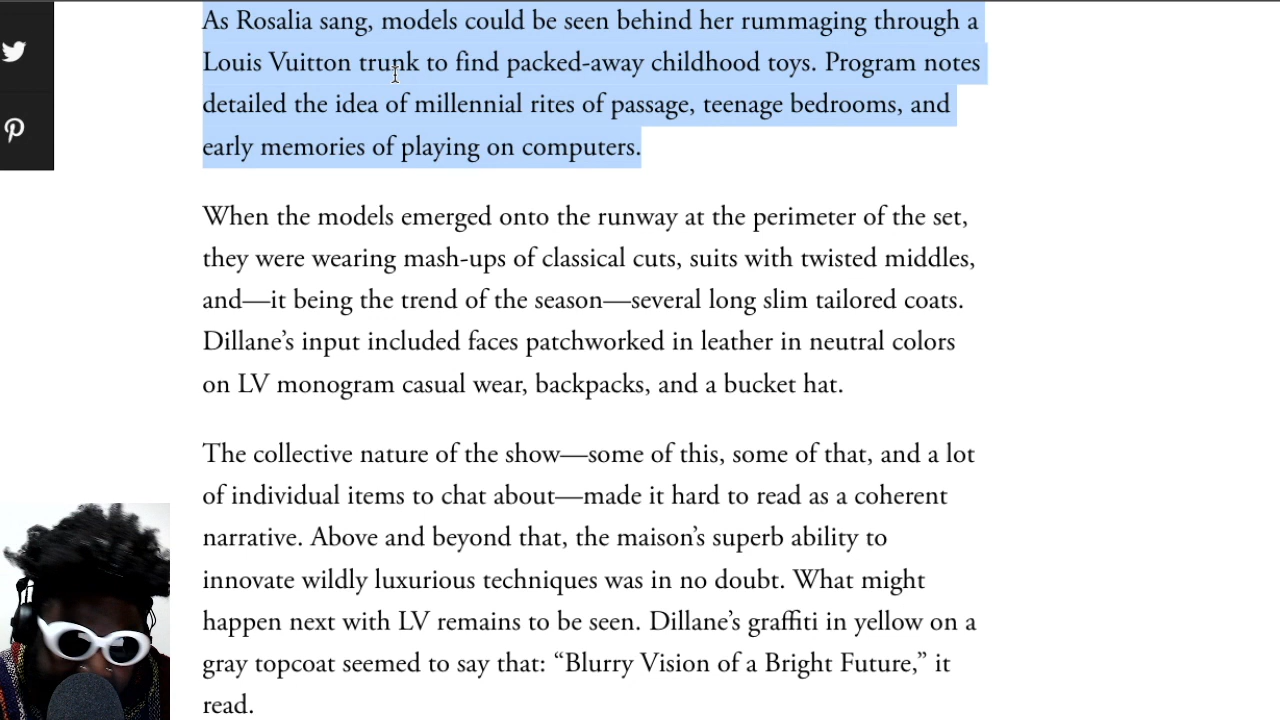 As Rosalia sang, models could be seen behind her rummaging through a
Louis Vuitton trunk to find packed-away childhood toys. Program notes
detailed the idea of millennial rites of passage, teenage bedrooms, and
early memories of playing on computers.
When the models emerged onto the runway at the perimeter of the set,
they were wearing mash-ups of classical cuts, suits with twisted middles,
and—it being the trend of the season—several long slim tailored coats.
Dillane’s input included faces patchworked in leather in neutral colors
on LV monogram casual wear, backpacks, and a bucket hat.
The collective nature of the show—some of this, some of that, and a lot
of individual items to chat about—made it hard to read as a coherent
narrative. Above and beyond that, the maison’s superb ability to
innovate wildly luxurious techniques was in no doubt. What might
happen next with LV remains to be seen. Dillane’s graffiti in yellow on a
gray topcoat seemed to say that: “Blurry Vision of a Bright Future,” it
read.